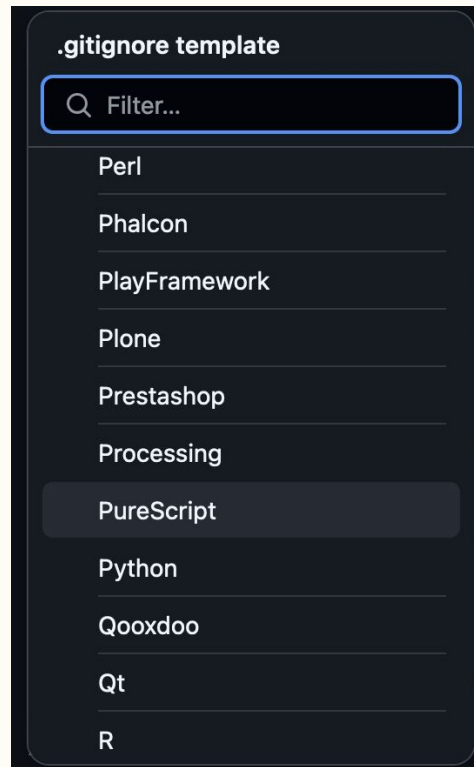 .gitignore template
Filter...
Perl
Phalcon
PlayFramework
Plone
Prestashop
Processing
PureScript
Python
Qooxdoo
Qt
R